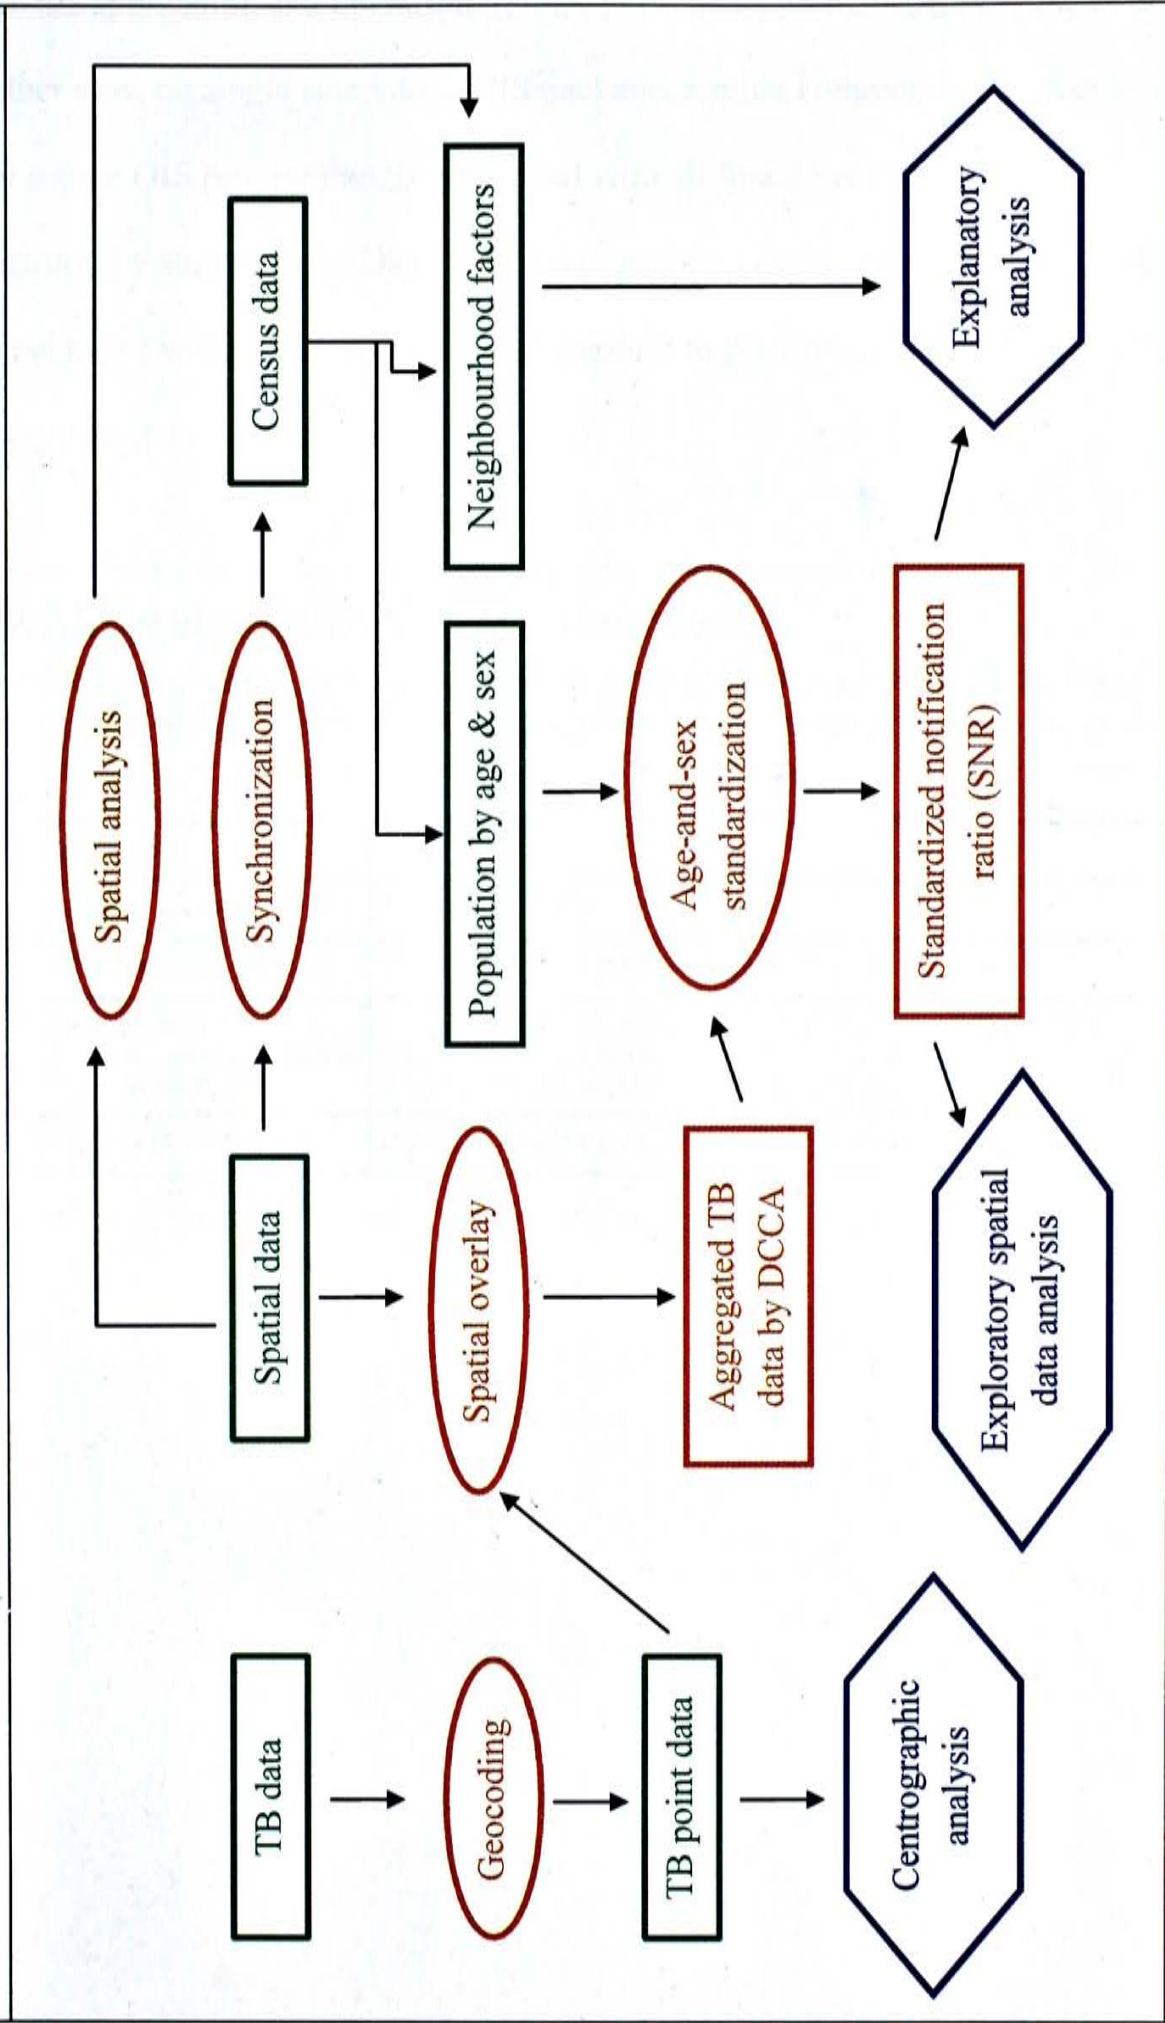 Spatial analysis
TB data
Spatial data
Synchronization
Census data
Geocoding
Spatial overlay
Population by age & sex
Neighbourhood factors
TB point data
Aggregated TB
data by DCCA
Age-and-sex
standardization
Centrographic
analysis
Exploratory spatial
data analysis
Standardized notification
ratio (SNR)
Explanatory
analysis